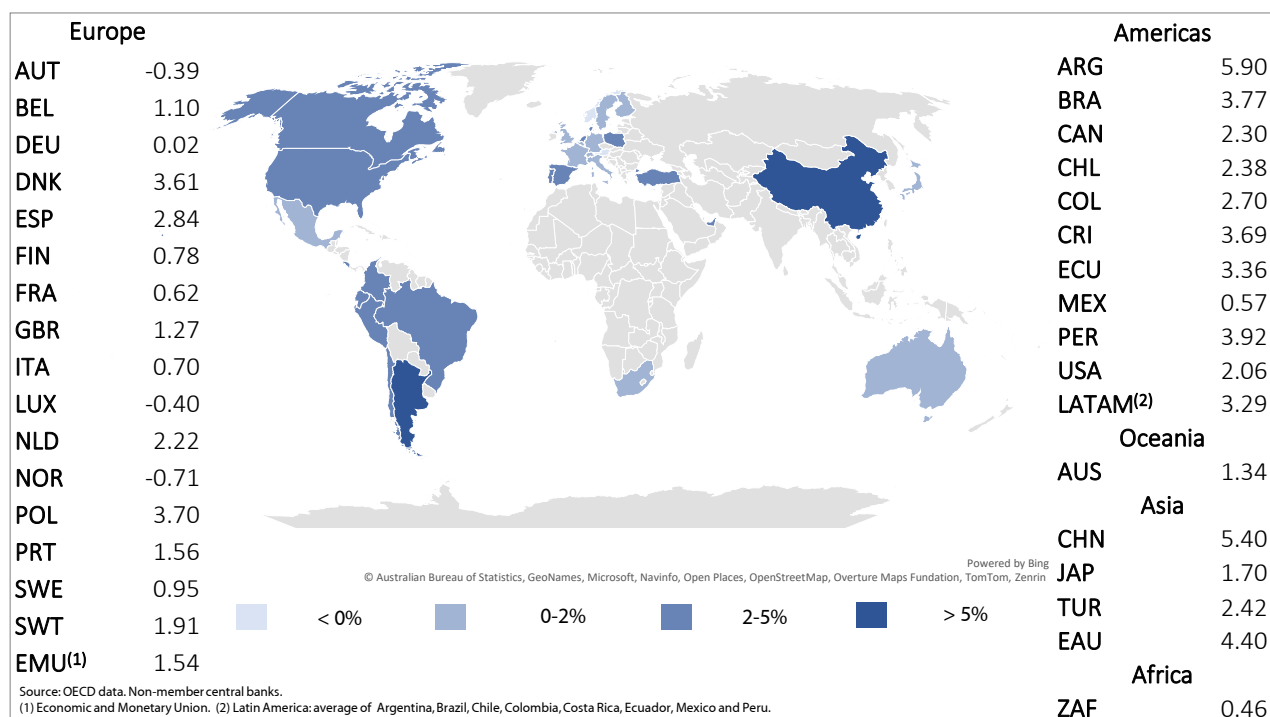 Europe
AUT -0.39
BEL 1.10
DEU 0.02
DNK 3.61
ESP 2.84
FIN 0.78
FRA 0.62
GBR 1.27
ITA 0.70
LUX -0.40
NLD 2.22
NOR -0.71
POL 3.70
PRT 1.56
SWE 0.95
SWT 1.91
EMU(1) 1.54
Americas
ARG 5.90
BRA 3.77
CAN 2.30
CHL 2.38
COL 2.70
CRI 3.69
ECU 3.36
MEX 0.57
PER 3.92
USA 2.06
LATAM(2) 3.29
Oceania
AUS 1.34
Asia
CHN 5.40
JAP 1.70
TUR 2.42
EAU 4.40
Africa
ZAF 0.46
Powered by Bing
© Australian Bureau of Statistics, GeoNames, Microsoft, Navinfo, Open Places, OpenStreetMap, Overture Maps Fundation, TomTom, Zenrin
< 0% 0-2% 2-5% > 5%
Source: OECD data. Non-member central banks.
(1) Economic and Monetary Union. (2) Latin America: average of Argentina, Brazil, Chile, Colombia, Costa Rica, Ecuador, Mexico and Peru.